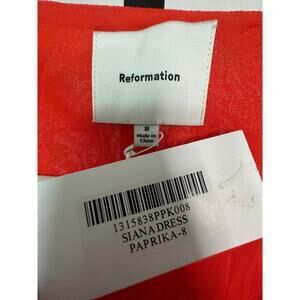 Reformation
8
Made in
China
1315838PPK008
SIANA DRESS
PAPRIKA-8